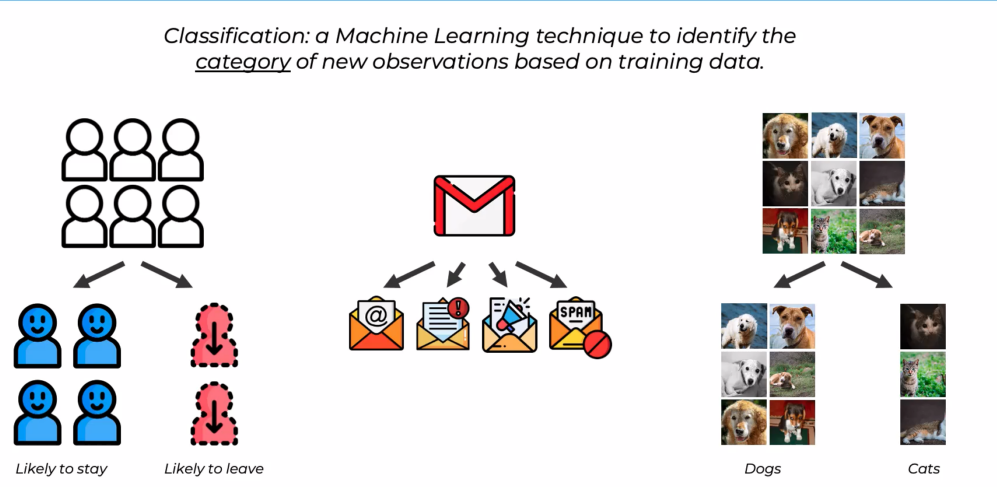 Classification: a Machine Learning technique to identify the
category of new observations based on training data.
@
!
SPAM
Likely to stay
Likely to leave
Dogs
Cats